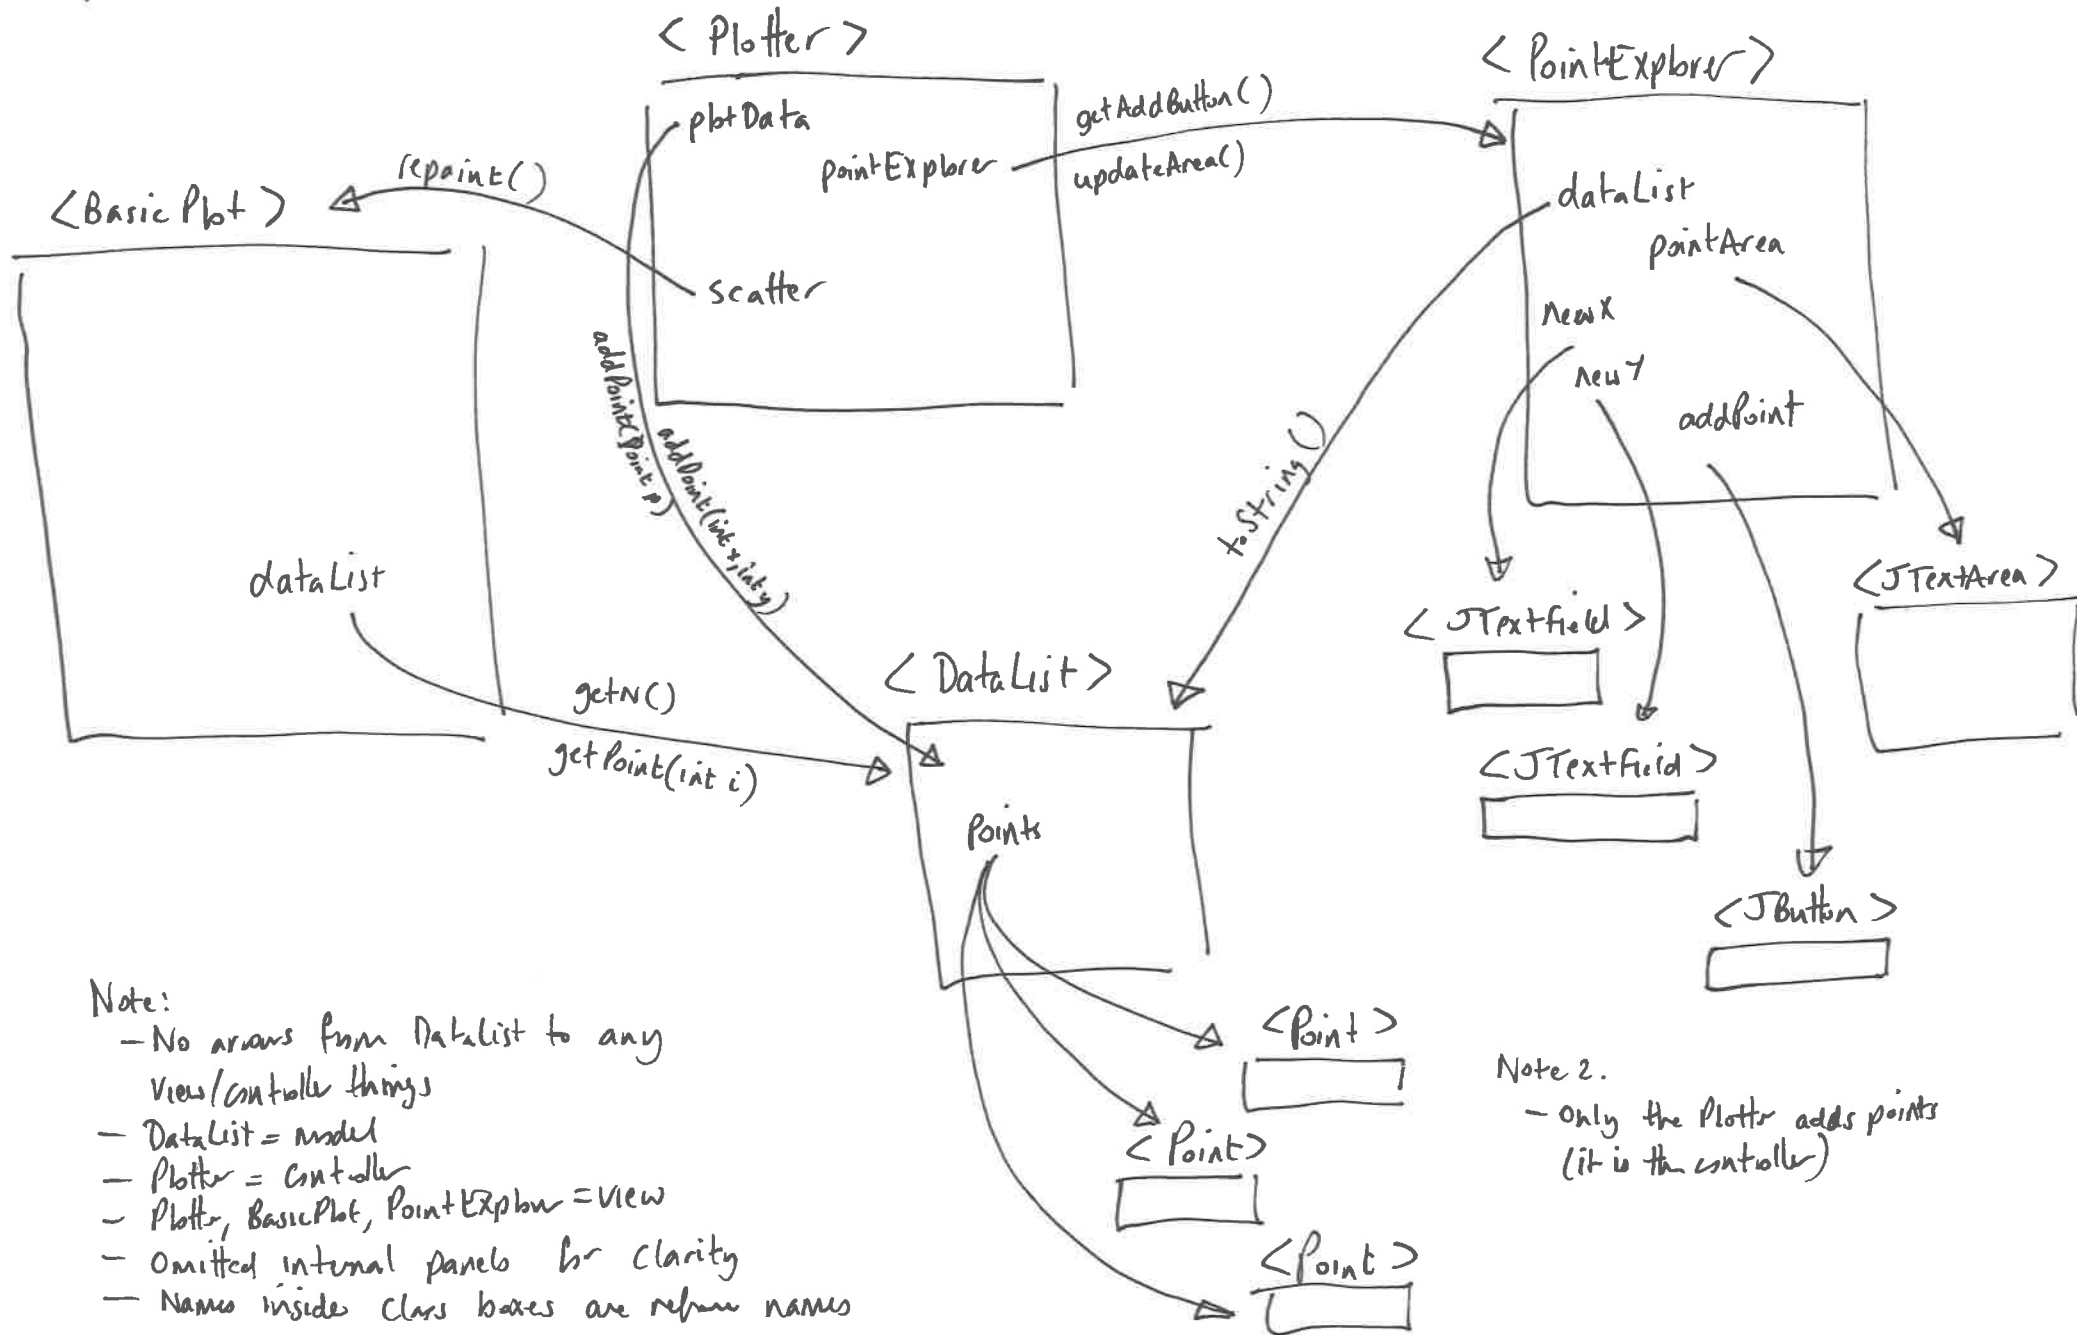 < Plotter >
plotData
pointExplorer
scatter
getAddButton()
updateArea()
< PointExplorer >
dataList
pointArea
newX
newY
addPoint
repaint()
<BasicPlot >
dataList
addPoint(Point p)
addPoint(int x, int y)
toString()
getN()
getPoint(int i)
< DataList >
Points
< JTextField >
<JTextField >
<JTextArea >
<JButton >
<Point >
< Point>
<Point >
Note:
- No arrows from DataList to any
view/controller things
- DataList = model
- Plotter = controller
- Plotter, BasicPlot, PointExplorer = view
- Omitted internal panels for clarity
- Names inside class boxes are refrence names
Note 2.
- Only the Plotter adds points
(it is the controller)